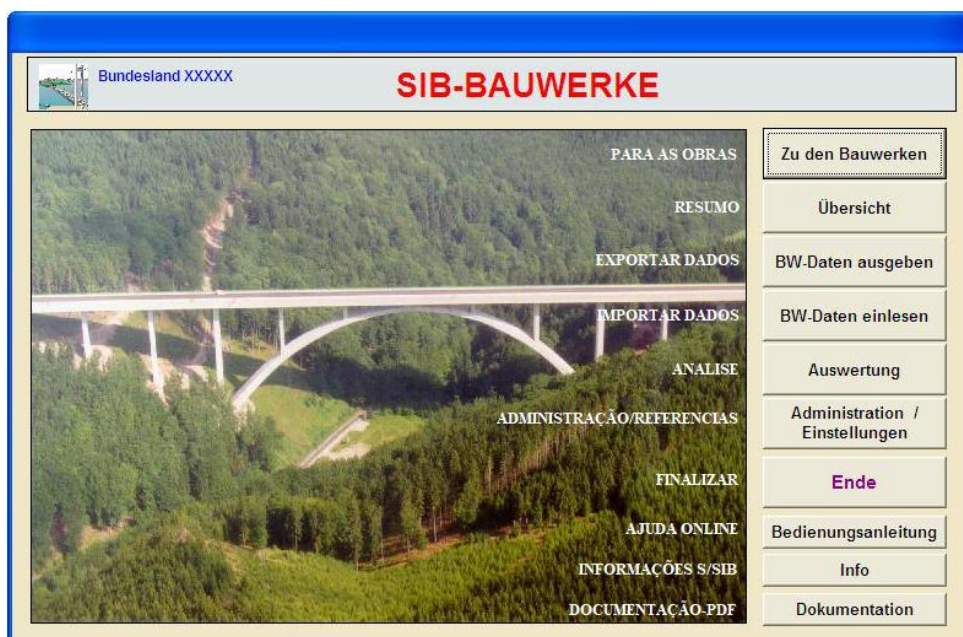 Bundesland XXXXX
SIB-BAUWERKE
PARA AS OBRAS
Zu den Bauwerken
RESUMO
Übersicht
EXPORTAR DADOS
BW-Daten ausgeben
IMPORTAR DADOS
BW-Daten einlesen
ANALISE
Auswertung
ADMINISTRAÇÃO/REFERENCIAS
Administration /
Einstellungen
FINALIZAR
Ende
AJUDA ONLINE
Bedienungsanleitung
INFORMAÇÕES S/SIB
Info
DOCUMENTAÇÃO-PDF
Dokumentation